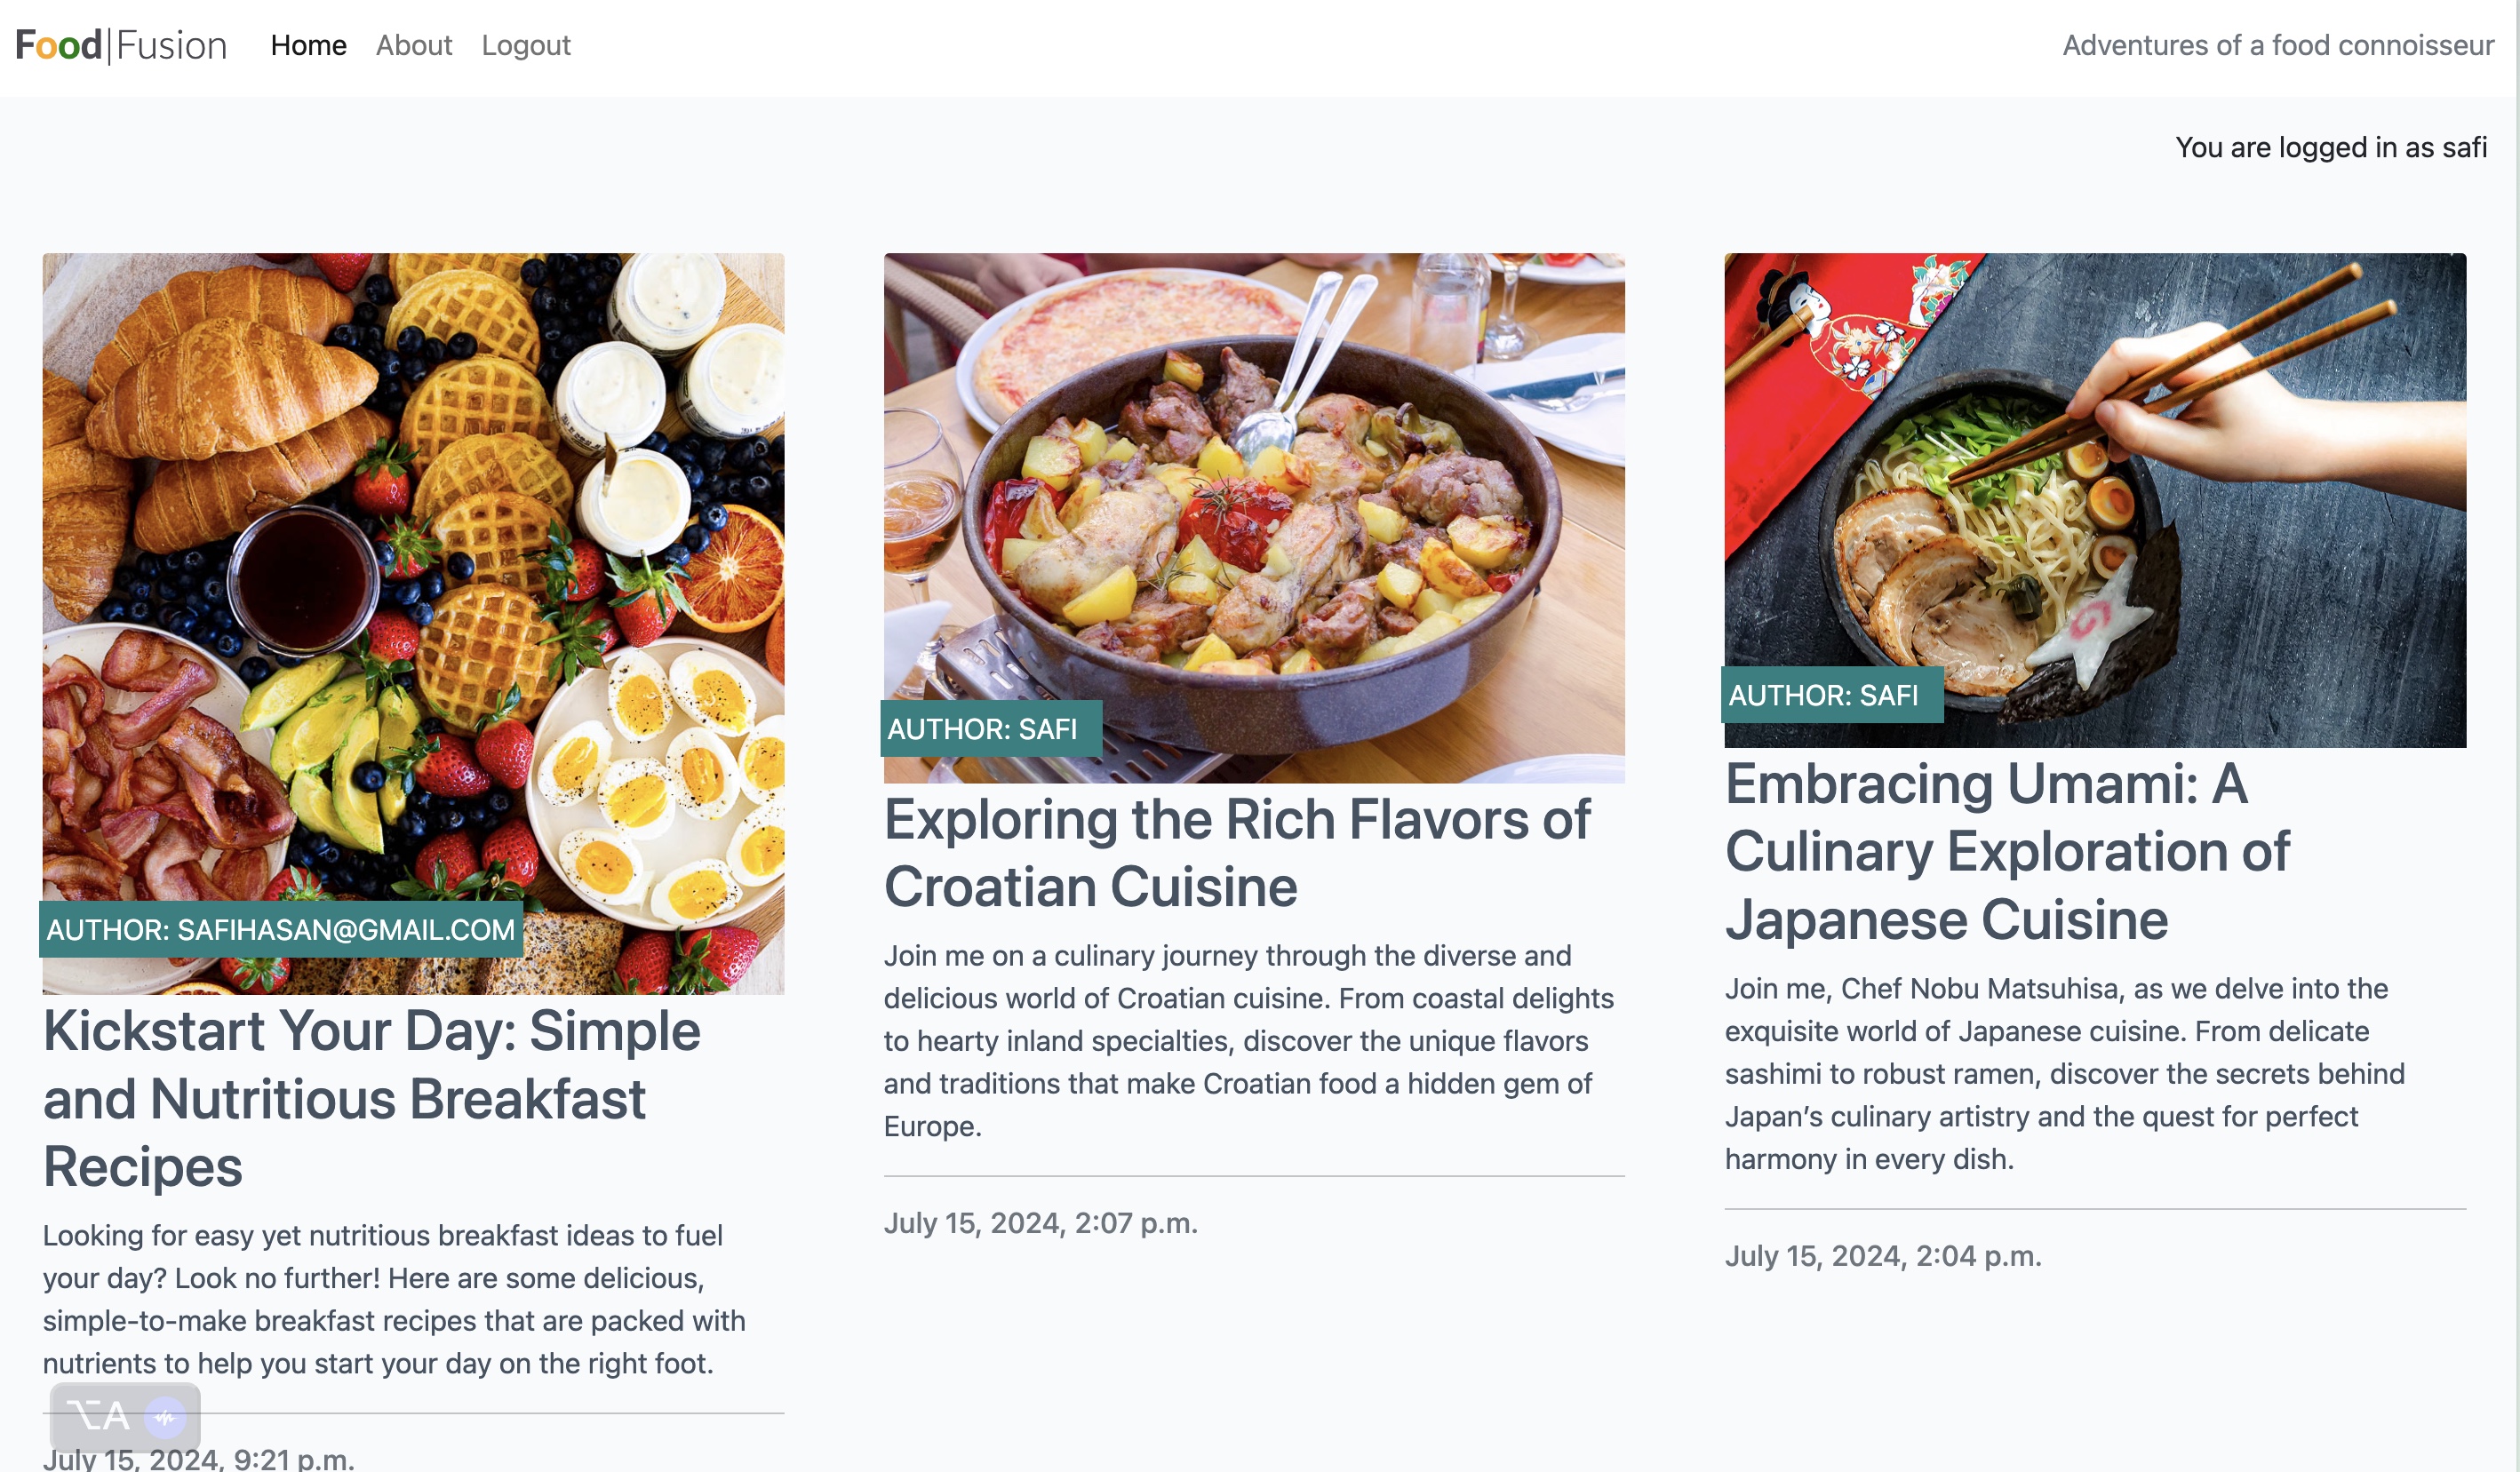 Food|Fusion Home About Logout Adventures of a food connoisseur
You are logged in as safi
AUTHOR: SAFIHASAN@GMAIL.COM
Kickstart Your Day: Simple
and Nutritious Breakfast
Recipes
Looking for easy yet nutritious breakfast ideas to fuel
your day? Look no further! Here are some delicious,
simple-to-make breakfast recipes that are packed with
nutrients to help you start your day on the right foot.
⌥A
July 15, 2024, 9:21 p.m.
AUTHOR: SAFI
Exploring the Rich Flavors of
Croatian Cuisine
Join me on a culinary journey through the diverse and
delicious world of Croatian cuisine. From coastal delights
to hearty inland specialties, discover the unique flavors
and traditions that make Croatian food a hidden gem of
Europe.
July 15, 2024, 2:07 p.m.
AUTHOR: SAFI
Embracing Umami: A
Culinary Exploration of
Japanese Cuisine
Join me, Chef Nobu Matsuhisa, as we delve into the
exquisite world of Japanese cuisine. From delicate
sashimi to robust ramen, discover the secrets behind
Japan’s culinary artistry and the quest for perfect
harmony in every dish.
July 15, 2024, 2:04 p.m.